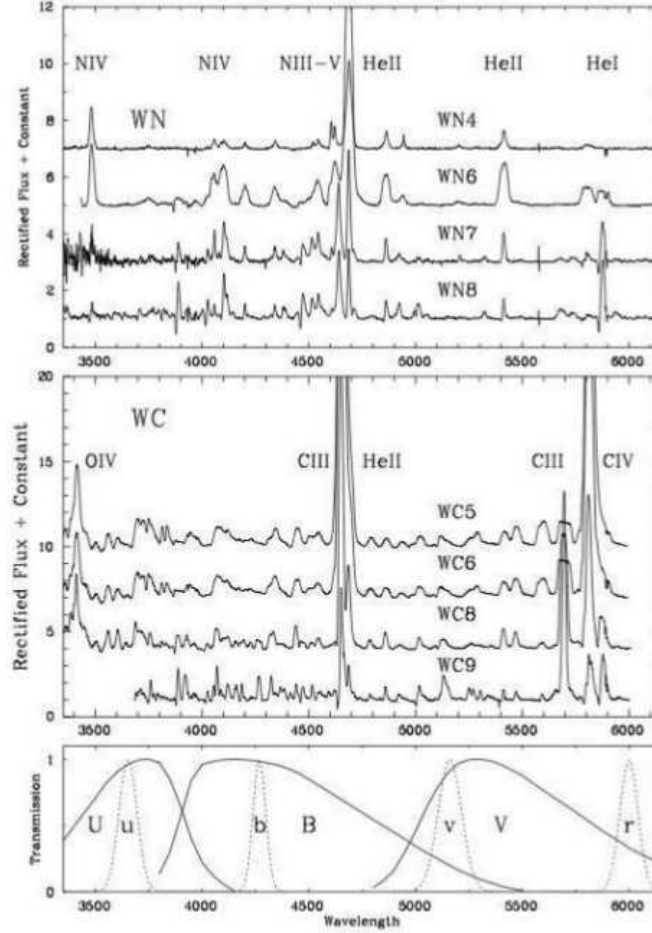 12
NIV NIV NIII-V HeII HeII HeI
10
WN WN4
8
WN6
6
WN7
4
WN8
2
0
Rectified Flux + Constant
3500 4000 4500 5000 5500 6000
20
WC
OIV CIII HeII CIII CIV
15
WC5
10
WC6
WC8
5
WC9
0
Rectified Flux + Constant
3500 4000 4500 5000 5500 6000
1
U u b B v V r
0
Transmission
3500 4000 4500 5000 5500 6000
Wavelength